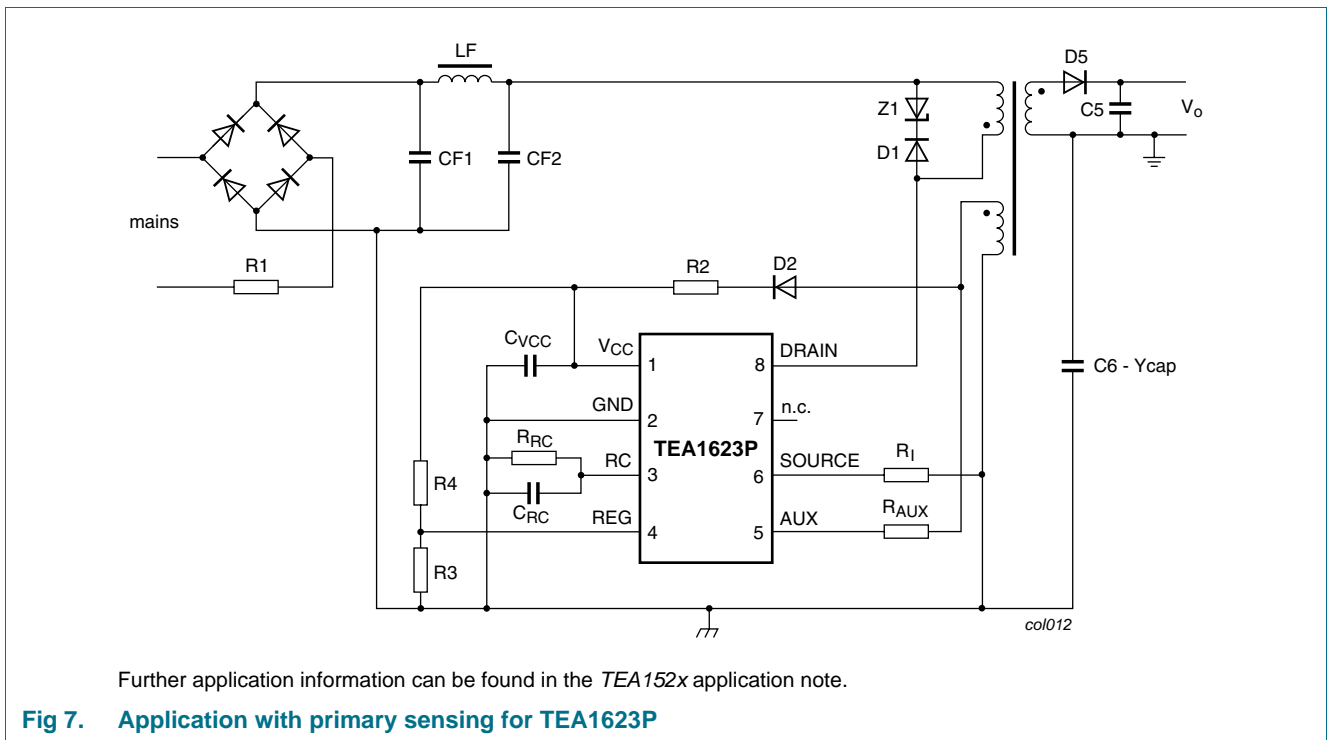 LF
D5
Z1
C5
Vo
D1
CF1
CF2
mains
R1
R2
D2
CVCC
VCC
DRAIN
1
8
C6 - Ycap
GND
n.c.
2
7
TEA1623P
RRC
RC
SOURCE
RI
3
6
R4
CRC
REG
AUX
RAUX
4
5
R3
col012
Further application information can be found in the TEA152x application note.
Fig 7. Application with primary sensing for TEA1623P